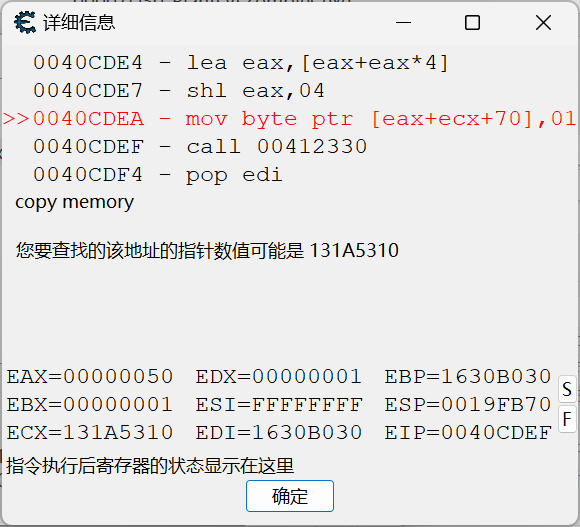 详细信息
0040CDE4 - lea eax,[eax+eax*4]
0040CDE7 - shl eax,04
>>0040CDEA - mov byte ptr [eax+ecx+70],01
0040CDEF - call 00412330
0040CDF4 - pop edi
copy memory
您要查找的该地址的指针数值可能是 131A5310
EAX=00000050 EDX=00000001 EBP=1630B030
EBX=00000001 ESI=FFFFFFFF ESP=0019FB70
ECX=131A5310 EDI=1630B030 EIP=0040CDEF
S
F
指令执行后寄存器的状态显示在这里
确定